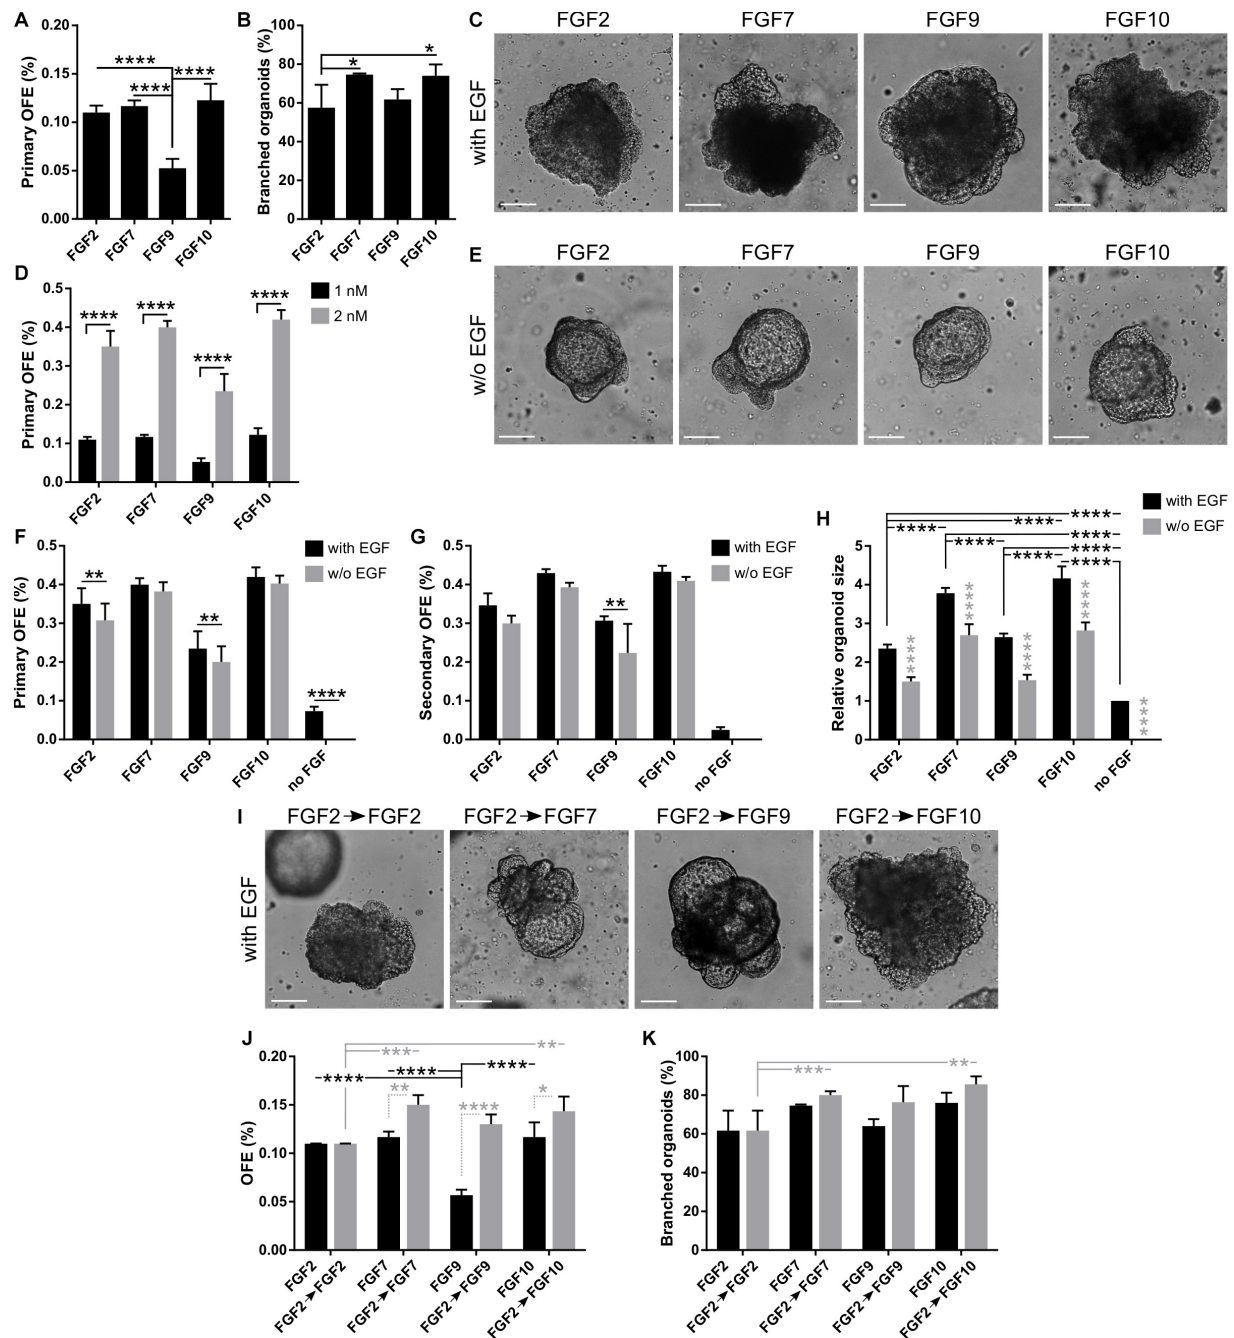 A
Primary OFE (%)
0.20
0.15
0.10
0.05
0.00
****
****
****
FGF2
FGF7
FGF9
FGF10
B
Branched organoids (%)
100
80
60
40
20
0
*
*
FGF2
FGF7
FGF9
FGF10
C
FGF2
FGF7
FGF9
FGF10
with EGF
D
Primary OFE (%)
0.5
0.4
0.3
0.2
0.1
0.0
****
****
****
****
1 nM
2 nM
FGF2
FGF7
FGF9
FGF10
E
FGF2
FGF7
FGF9
FGF10
w/o EGF
F
Primary OFE (%)
0.5
0.4
0.3
0.2
0.1
0.0
**
**
****
with EGF
w/o EGF
FGF2
FGF7
FGF9
FGF10
no FGF
G
Secondary OFE (%)
0.5
0.4
0.3
0.2
0.1
0.0
**
with EGF
w/o EGF
FGF2
FGF7
FGF9
FGF10
no FGF
H
Relative organoid size
5
4
3
2
1
0
with EGF
w/o EGF
****
****
****
****
****
****
****
****
****
****
****
****
****
FGF2
FGF7
FGF9
FGF10
no FGF
I
FGF2➤FGF2
FGF2➤FGF7
FGF2➤FGF9
FGF2➤FGF10
with EGF
J
OFE (%)
0.20
0.15
0.10
0.05
0.00
**
***
****
****
****
**
****
*
FGF2
FGF2➤FGF2
FGF7
FGF2➤FGF7
FGF9
FGF2➤FGF9
FGF10
FGF2➤FGF10
K
Branched organoids (%)
100
80
60
40
20
0
**
***
FGF2
FGF2➤FGF2
FGF7
FGF2➤FGF7
FGF9
FGF2➤FGF9
FGF10
FGF2➤FGF10